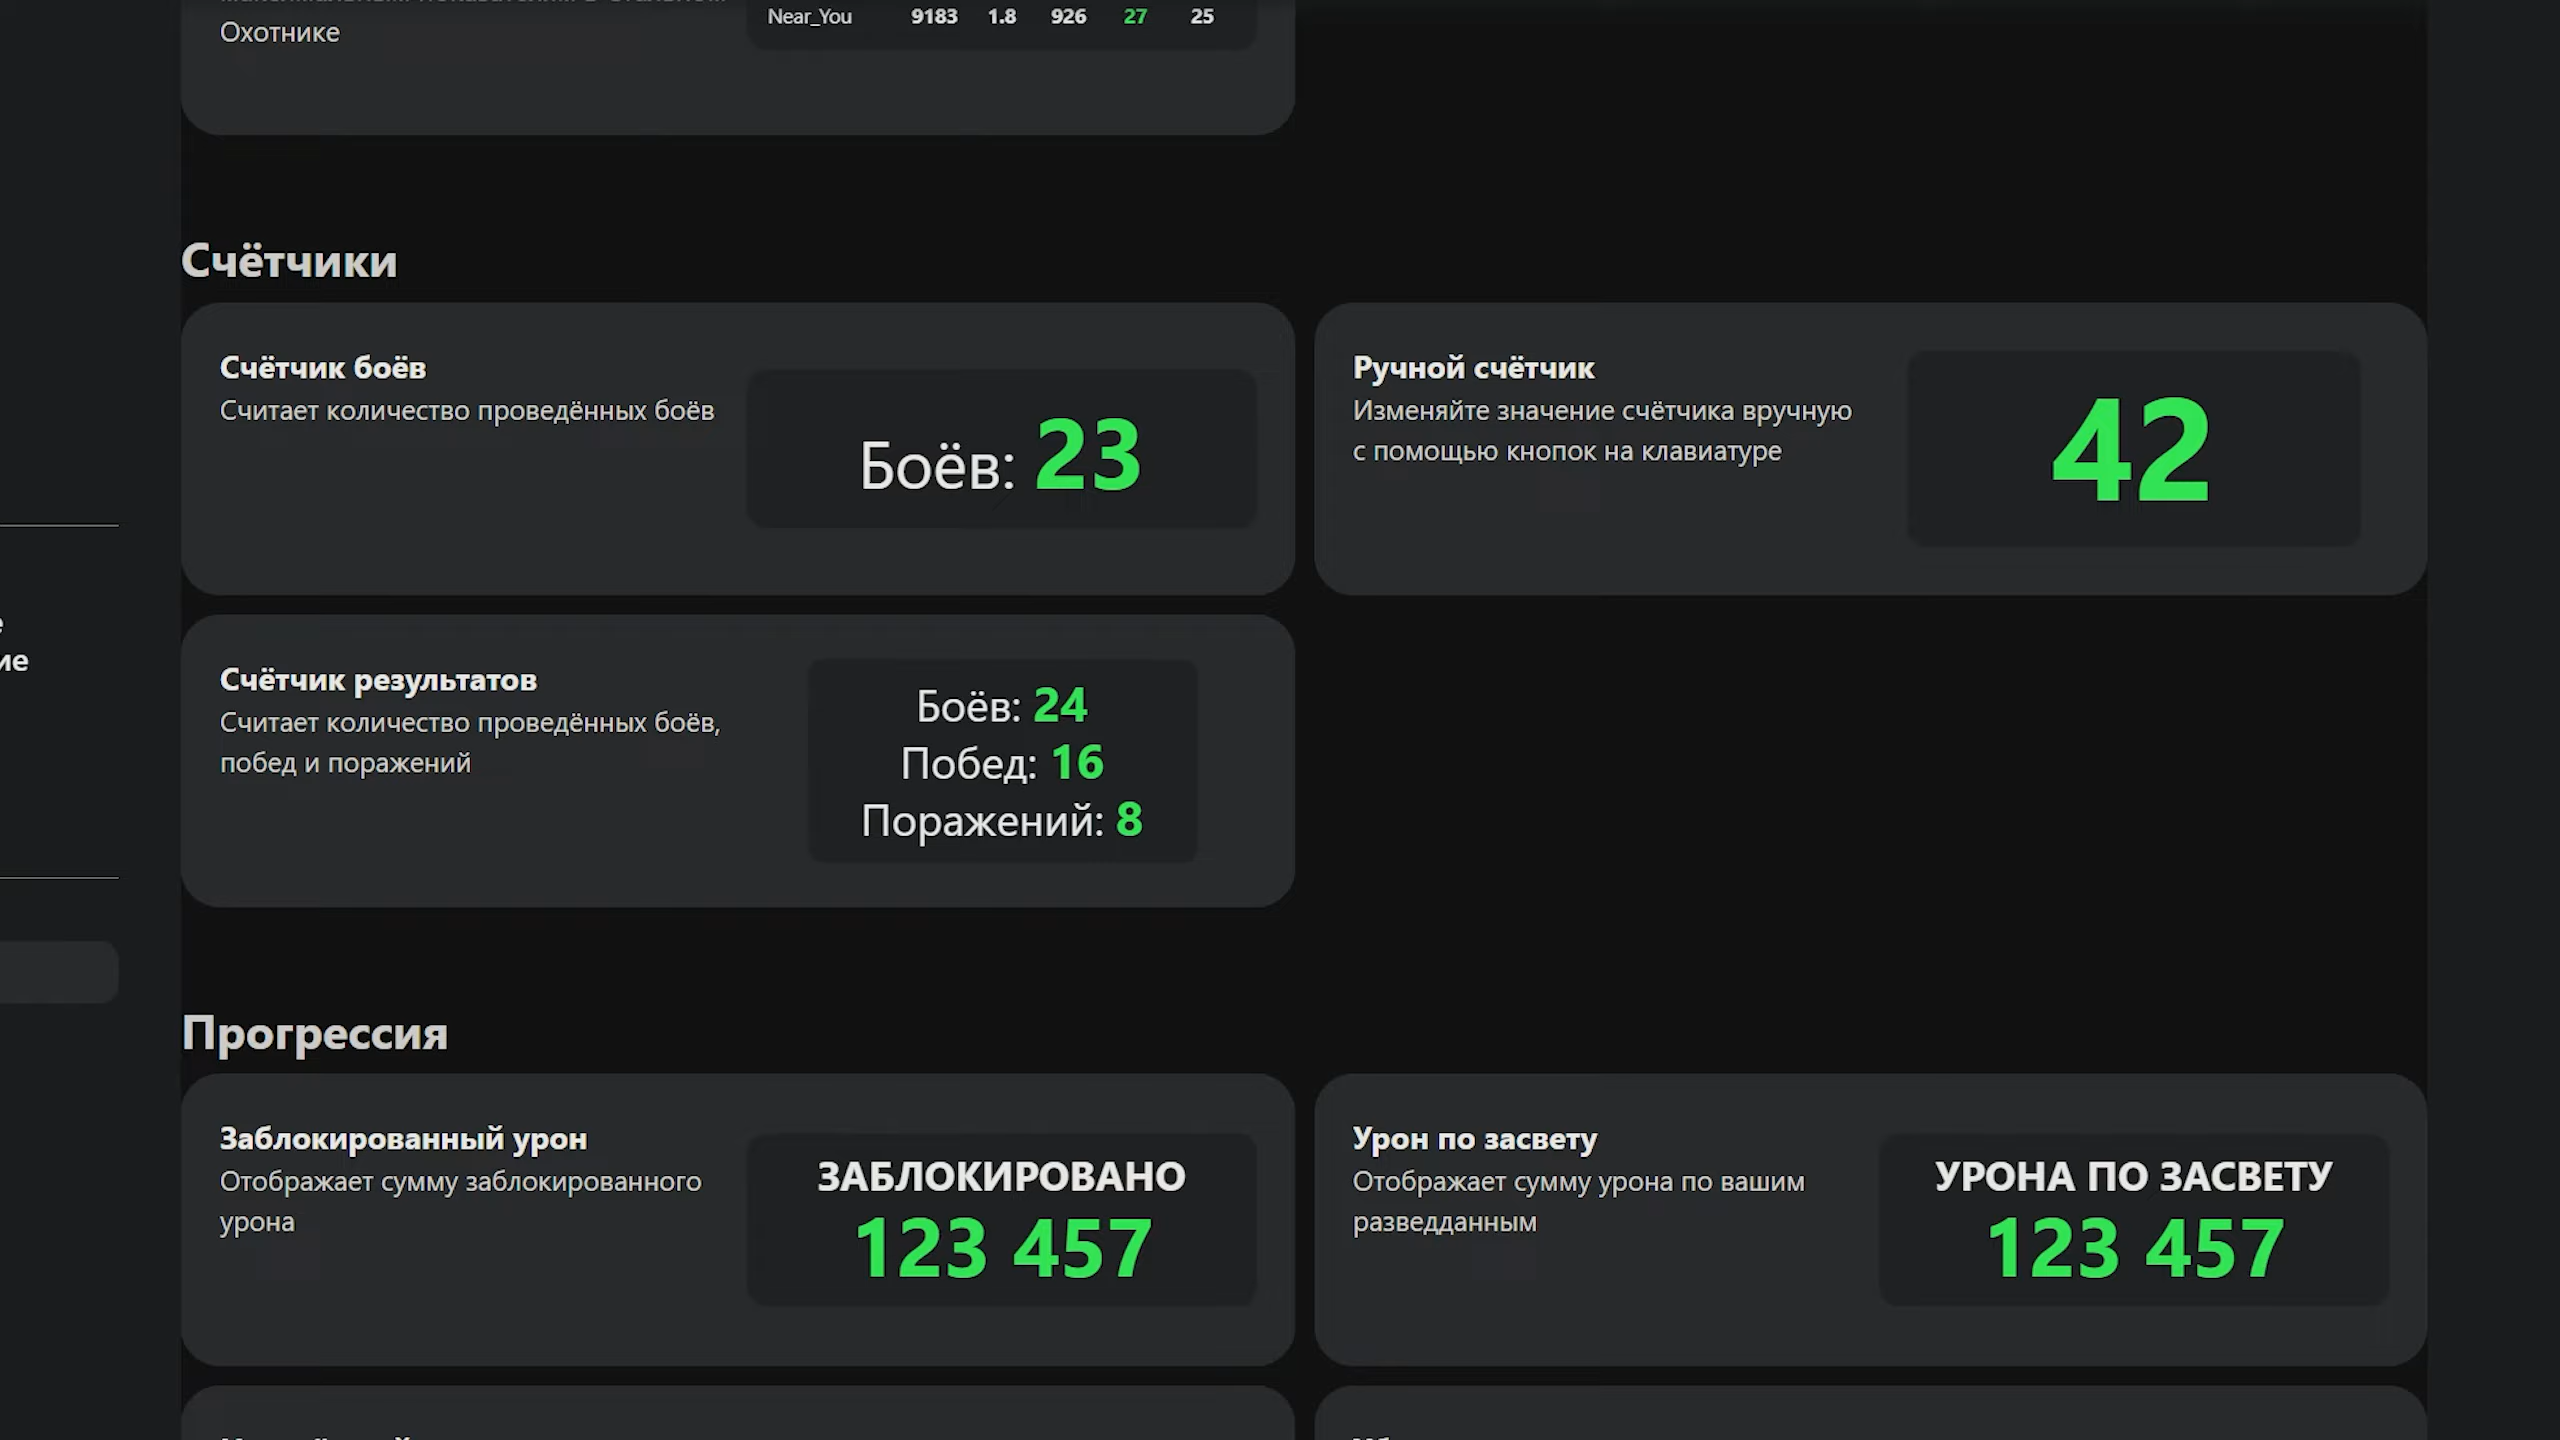 Охотнике
Near_You 9183 1.8 926 27 25
Счётчики
Счётчик боёв
Считает количество проведённых боёв
Боёв: 23
Ручной счётчик
Изменяйте значение счётчика вручную
с помощью кнопок на клавиатуре
42
Счётчик результатов
Считает количество проведённых боёв,
побед и поражений
Боёв: 24
Побед: 16
Поражений: 8
Прогрессия
Заблокированный урон
Отображает сумму заблокированного
урона
ЗАБЛОКИРОВАНО
123 457
Урон по засвету
Отображает сумму урона по вашим
разведданным
УРОНА ПО ЗАСВЕТУ
123 457